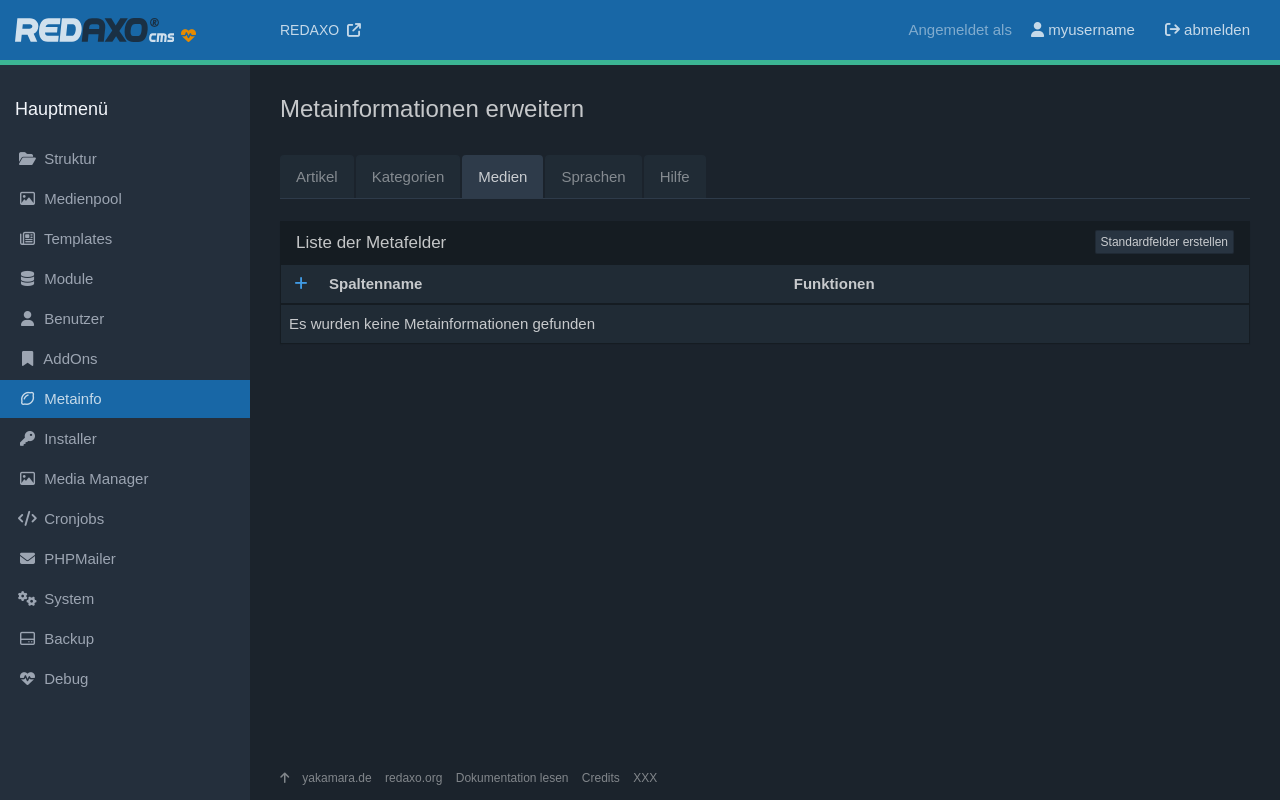 REDAXO® cms
REDAXO
Angemeldet als myusername abmelden
Hauptmenü
Struktur
Medienpool
Templates
Module
Benutzer
AddOns
Metainfo
Installer
Media Manager
Cronjobs
PHPMailer
System
Backup
Debug
Metainformationen erweitern
Artikel Kategorien Medien Sprachen Hilfe
Liste der Metafelder Standardfelder erstellen
Spaltenname Funktionen
Es wurden keine Metainformationen gefunden
yakamara.de redaxo.org Dokumentation lesen Credits XXX